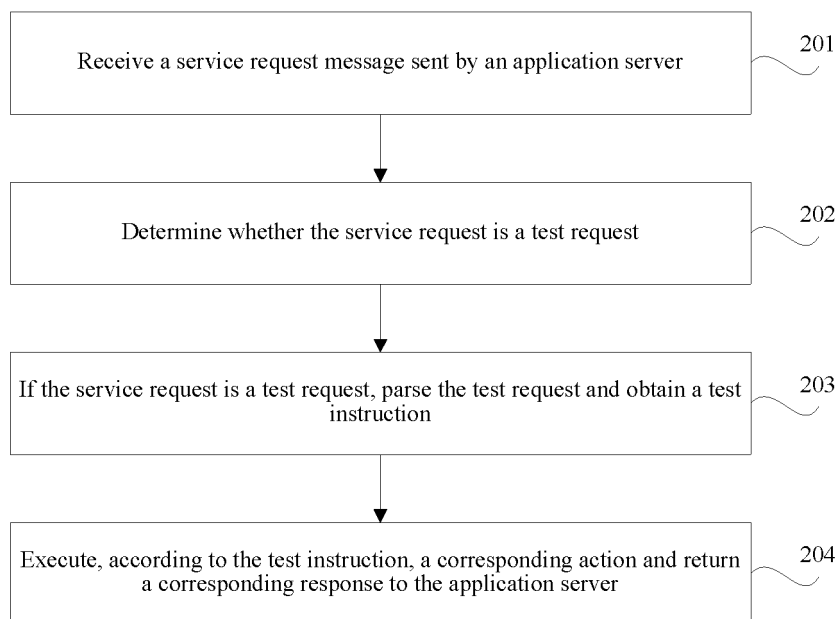 Receive a service request message sent by an application server
201
Determine whether the service request is a test request
202
If the service request is a test request, parse the test request and obtain a test
instruction
203
Execute, according to the test instruction, a corresponding action and return
a corresponding response to the application server
204